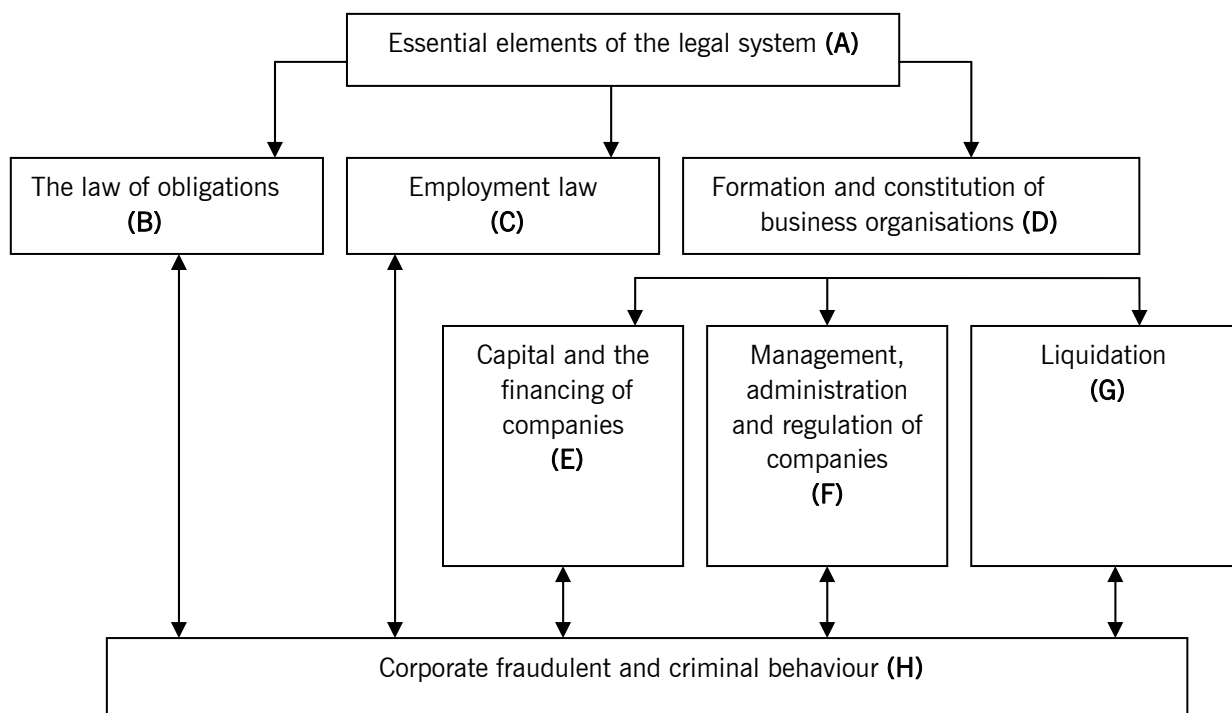 Essential elements of the legal system (A)
The law of obligations
(B)
Employment law
(C)
Formation and constitution of
business organisations (D)
Capital and the
financing of
companies
(E)
Management,
administration
and regulation of
companies
(F)
Liquidation
(G)
Corporate fraudulent and criminal behaviour (H)